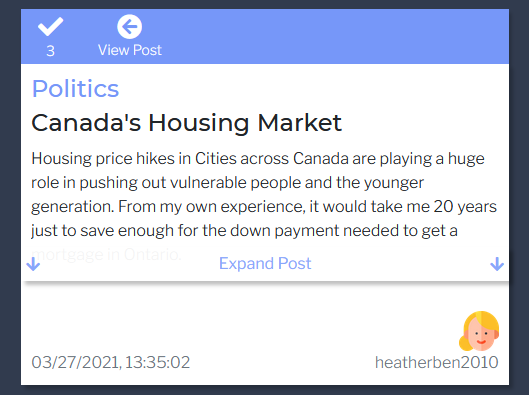 3
View Post
Politics
Canada's Housing Market
Housing price hikes in Cities across Canada are playing a huge
role in pushing out vulnerable people and the younger
generation. From my own experience, it would take me 20 years
just to save enough for the down payment needed to get a
mortgage in Ontario.
Expand Post
03/27/2021, 13:35:02
heatherben2010